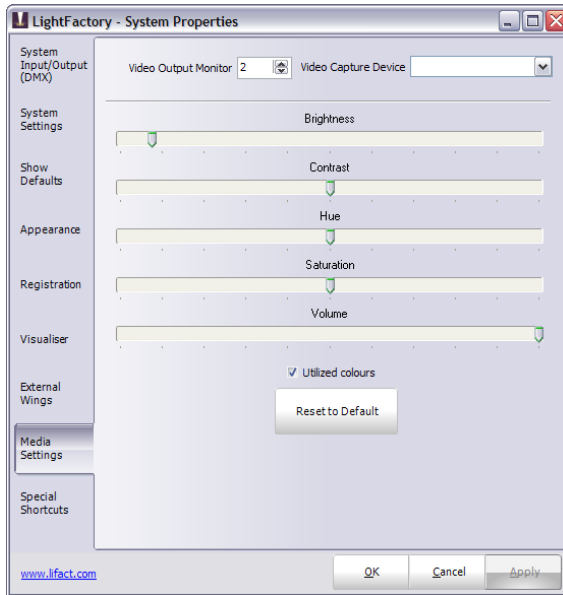 LightFactory - System Properties
System
Input/Output
(DMX)
System
Settings
Show
Defaults
Appearance
Registration
Visualiser
External
Wings
Media
Settings
Special
Shortcuts
www.lifact.com
Video Output Monitor 2 Video Capture Device
Brightness
Contrast
Hue
Saturation
Volume
Utilized colours
Reset to Default
OK Cancel Apply